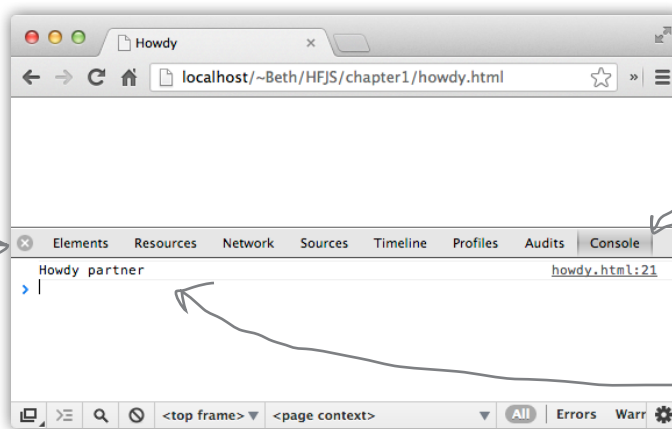 Howdy
localhost/~Beth/HFJS/chapter1/howdy.html
Elements Resources Network Sources Timeline Profiles Audits Console
Howdy partner howdy.html:21
<top frame> <page context> All Errors Warr